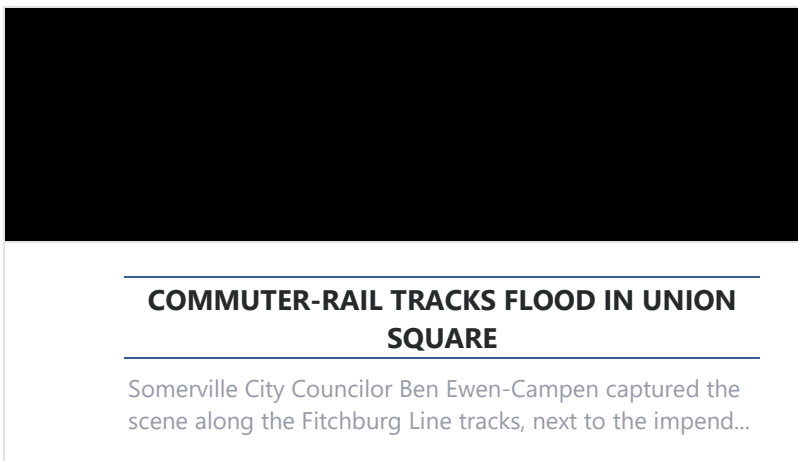 COMMUTER-RAIL TRACKS FLOOD IN UNION
SQUARE
Somerville City Councilor Ben Ewen-Campen captured the
scene along the Fitchburg Line tracks, next to the impend...